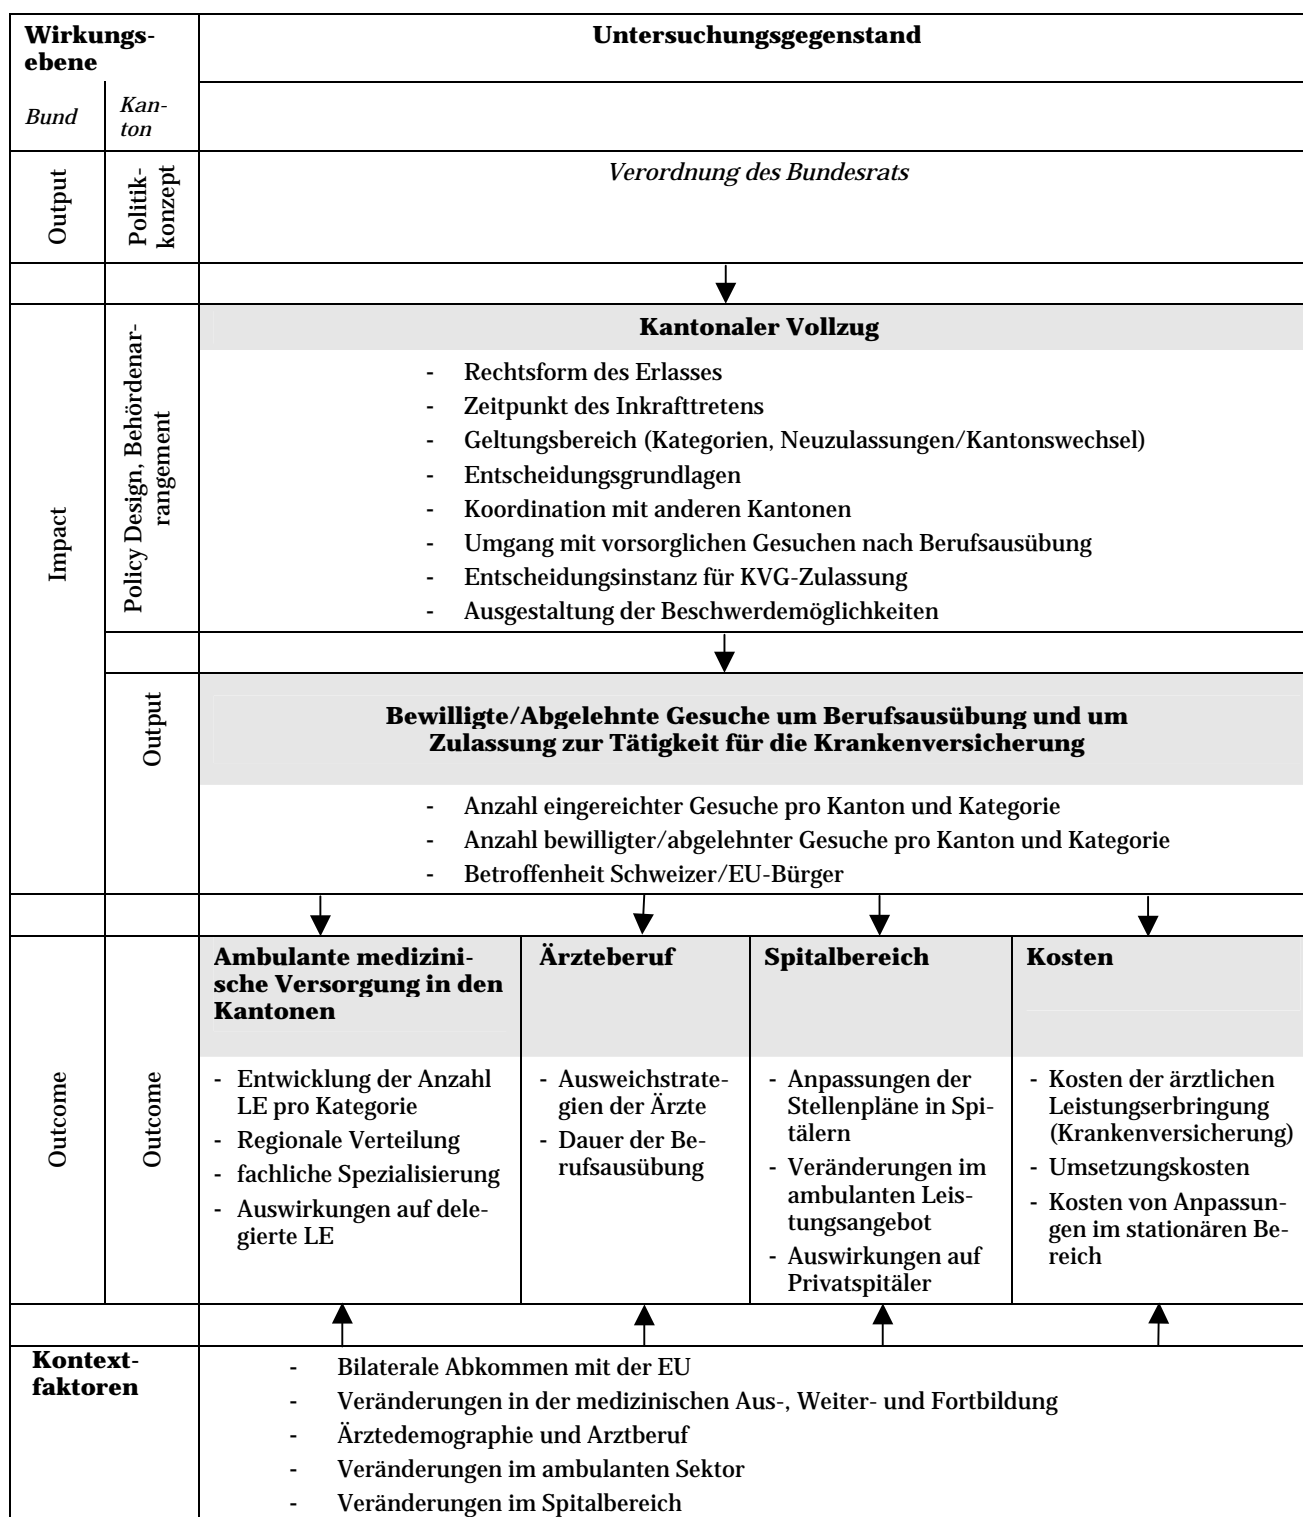 Wirkungs-
ebene
Untersuchungsgegenstand
Bund
Kan-
ton
Output
Politik-
konzept
Verordnung des Bundesrats
Impact
Policy Design, Behördenar-
rangement
Kantonaler Vollzug
- Rechtsform des Erlasses
- Zeitpunkt des Inkrafttretens
- Geltungsbereich (Kategorien, Neuzulassungen/Kantonswechsel)
- Entscheidungsgrundlagen
- Koordination mit anderen Kantonen
- Umgang mit vorsorglichen Gesuchen nach Berufsausübung
- Entscheidungsinstanz für KVG-Zulassung
- Ausgestaltung der Beschwerdemöglichkeiten
Output
Bewilligte/Abgelehnte Gesuche um Berufsausübung und um
Zulassung zur Tätigkeit für die Krankenversicherung
- Anzahl eingereichter Gesuche pro Kanton und Kategorie
- Anzahl bewilligter/abgelehnter Gesuche pro Kanton und Kategorie
- Betroffenheit Schweizer/EU-Bürger
Outcome
Outcome
Ambulante medizini-
sche Versorgung in den
Kantonen
- Entwicklung der Anzahl
LE pro Kategorie
- Regionale Verteilung
- fachliche Spezialisierung
- Auswirkungen auf dele-
gierte LE
Ärzteberuf
- Ausweichstrate-
gien der Ärzte
- Dauer der Be-
rufsausübung
Spitalbereich
- Anpassungen der
Stellenpläne in Spi-
tälern
- Veränderungen im
ambulanten Leis-
tungsangebot
- Auswirkungen auf
Privatspitäler
Kosten
- Kosten der ärztlichen
Leistungserbringung
(Krankenversicherung)
- Umsetzungskosten
- Kosten von Anpassun-
gen im stationären Be-
reich
Kontext-
faktoren
- Bilaterale Abkommen mit der EU
- Veränderungen in der medizinischen Aus-, Weiter- und Fortbildung
- Ärztedemographie und Arztberuf
- Veränderungen im ambulanten Sektor
- Veränderungen im Spitalbereich